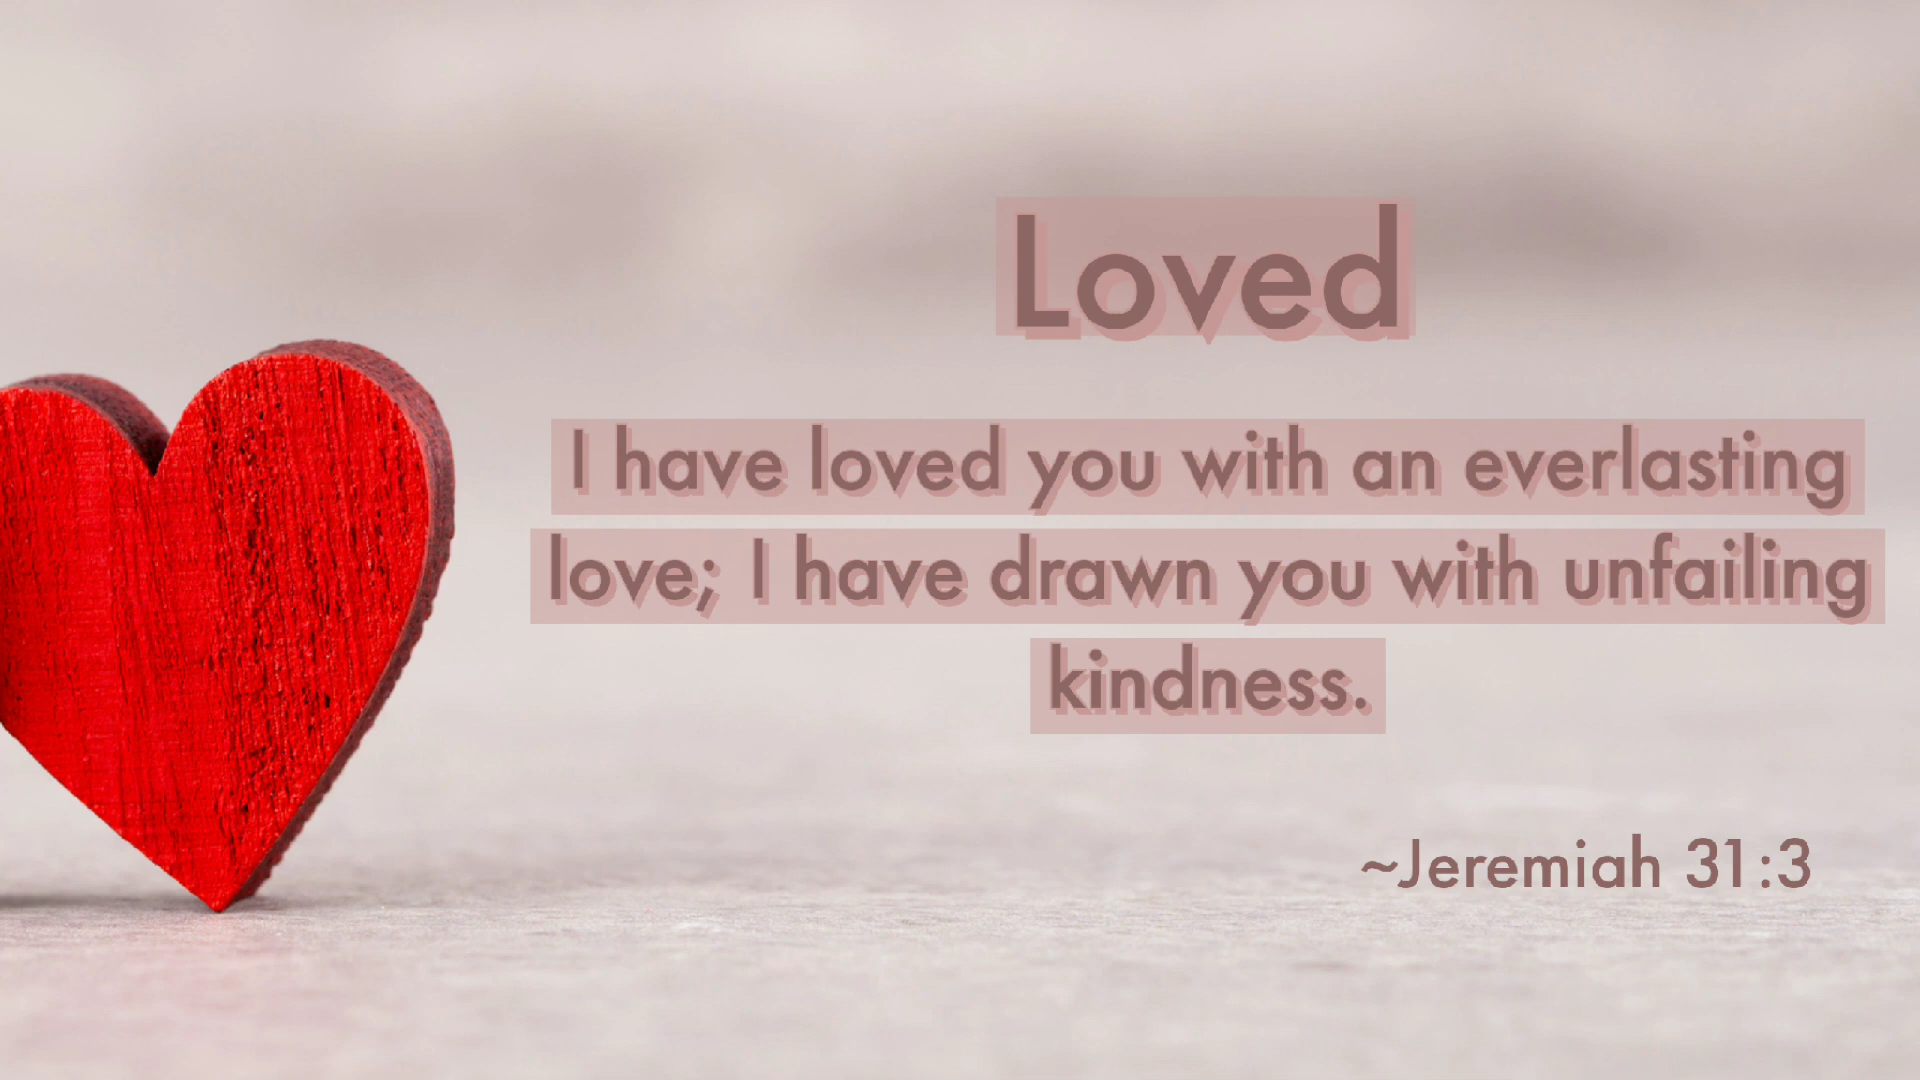 Loved
I have loved you with an everlasting
love; I have drawn you with unfailing
kindness.
~Jeremiah 31:3